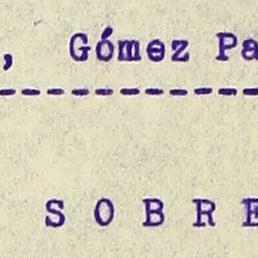 , Gómez Pa
----------
S O B R E